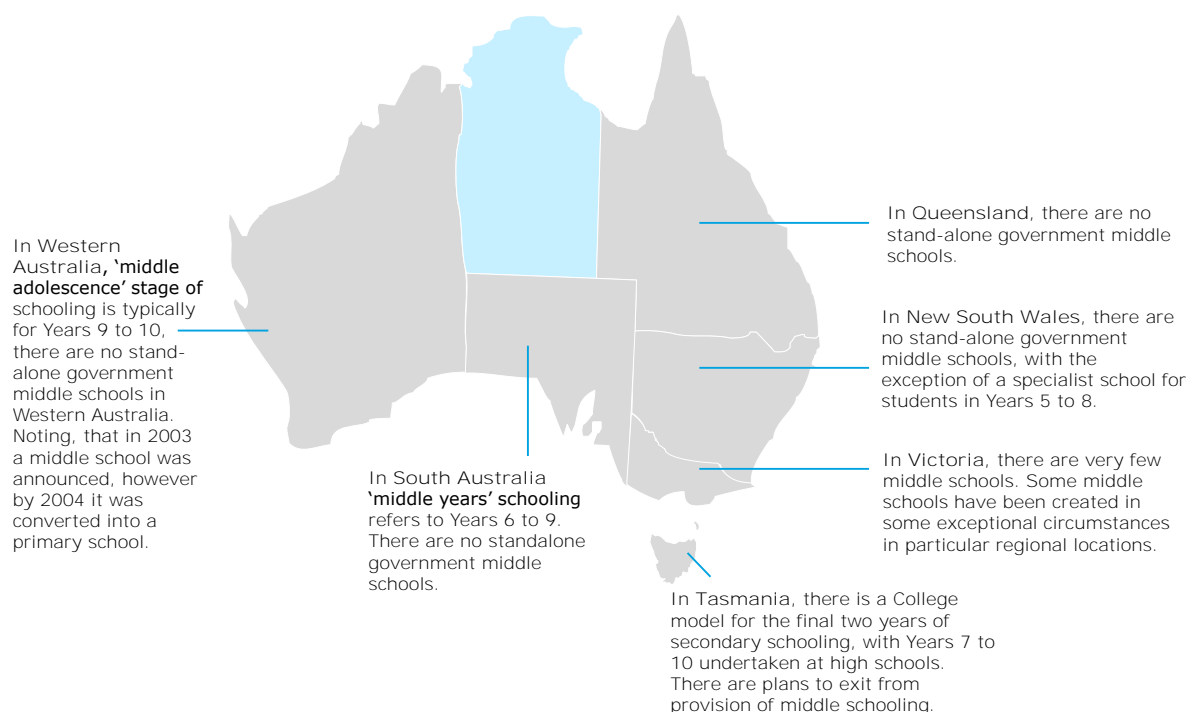 In Western
Australia, ‘middle
adolescence’ stage of
schooling is typically
for Years 9 to 10,
there are no stand-
alone government
middle schools in
Western Australia.
Noting, that in 2003
a middle school was
announced, however
by 2004 it was
converted into a
primary school.
In South Australia
‘middle years’ schooling
refers to Years 6 to 9.
There are no standalone
government middle
schools.
In Queensland, there are no
stand-alone government middle
schools.
In New South Wales, there are
no stand-alone government
middle schools, with the
exception of a specialist school for
students in Years 5 to 8.
In Victoria, there are very few
middle schools. Some middle
schools have been created in
some exceptional circumstances
in particular regional locations.
In Tasmania, there is a College
model for the final two years of
secondary schooling, with Years 7 to
10 undertaken at high schools.
There are plans to exit from
provision of middle schooling.